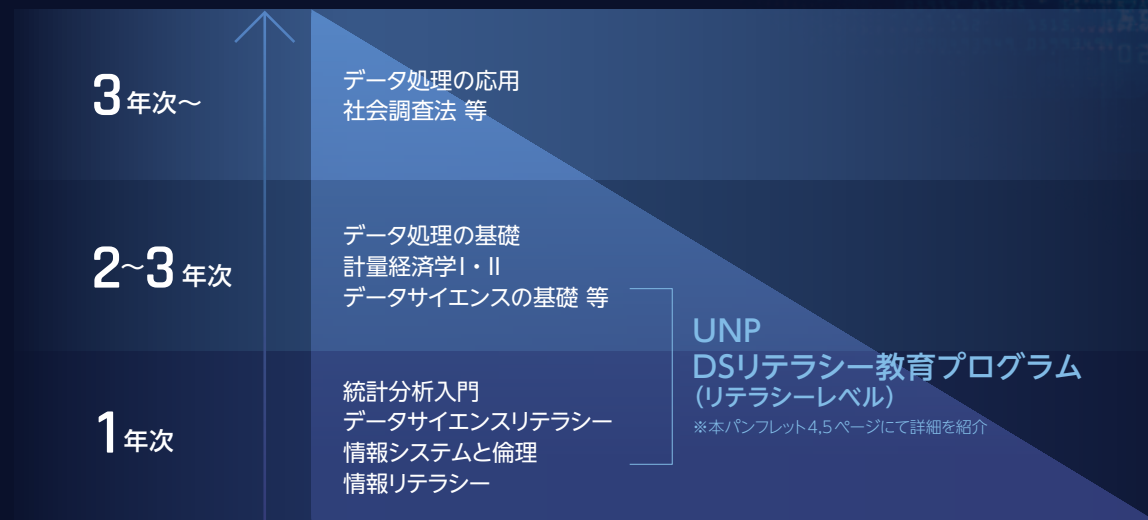 3年次～
データ処理の応用
社会調査法 等
2～3年次
データ処理の基礎
計量経済学I・II
データサイエンスの基礎 等
1年次
統計分析入門
データサイエンスリテラシー
情報システムと倫理
情報リテラシー
UNP
DSリテラシー教育プログラム
（リテラシーレベル）
※本パンフレット4,5ページにて詳細を紹介